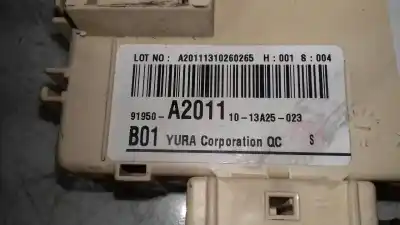 LOT NO: A20111310260265 H:001 S:004
91950-A2011 10-13A25-023
B01 YURA Corporation QC S